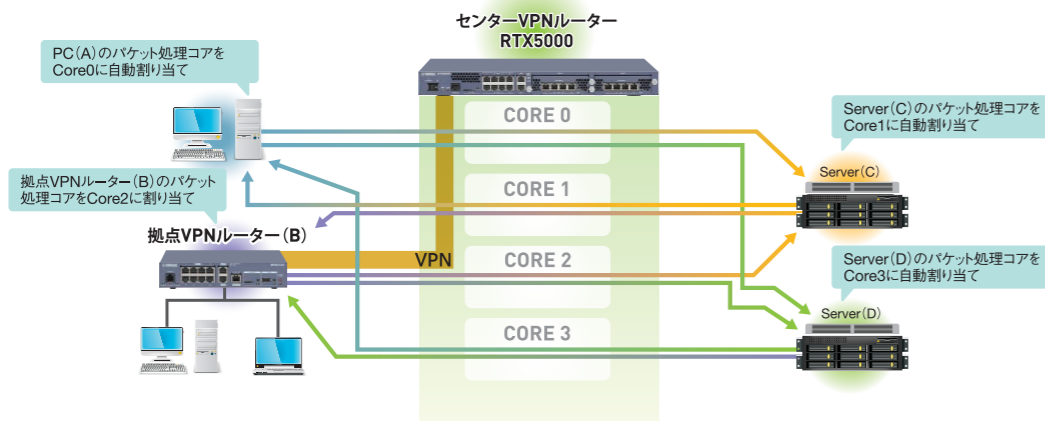 センターVPNルーター
RTX5000
PC（A）のパケット処理コアを
Core0に自動割り当て
CORE 0
Server（C）のパケット処理コアを
Core1に自動割り当て
Server（C）
拠点VPNルーター（B）のパケット
処理コアをCore2に割り当て
CORE 1
拠点VPNルーター（B）
VPN
CORE 2
Server（D）のパケット処理コアを
Core3に自動割り当て
Server（D）
CORE 3